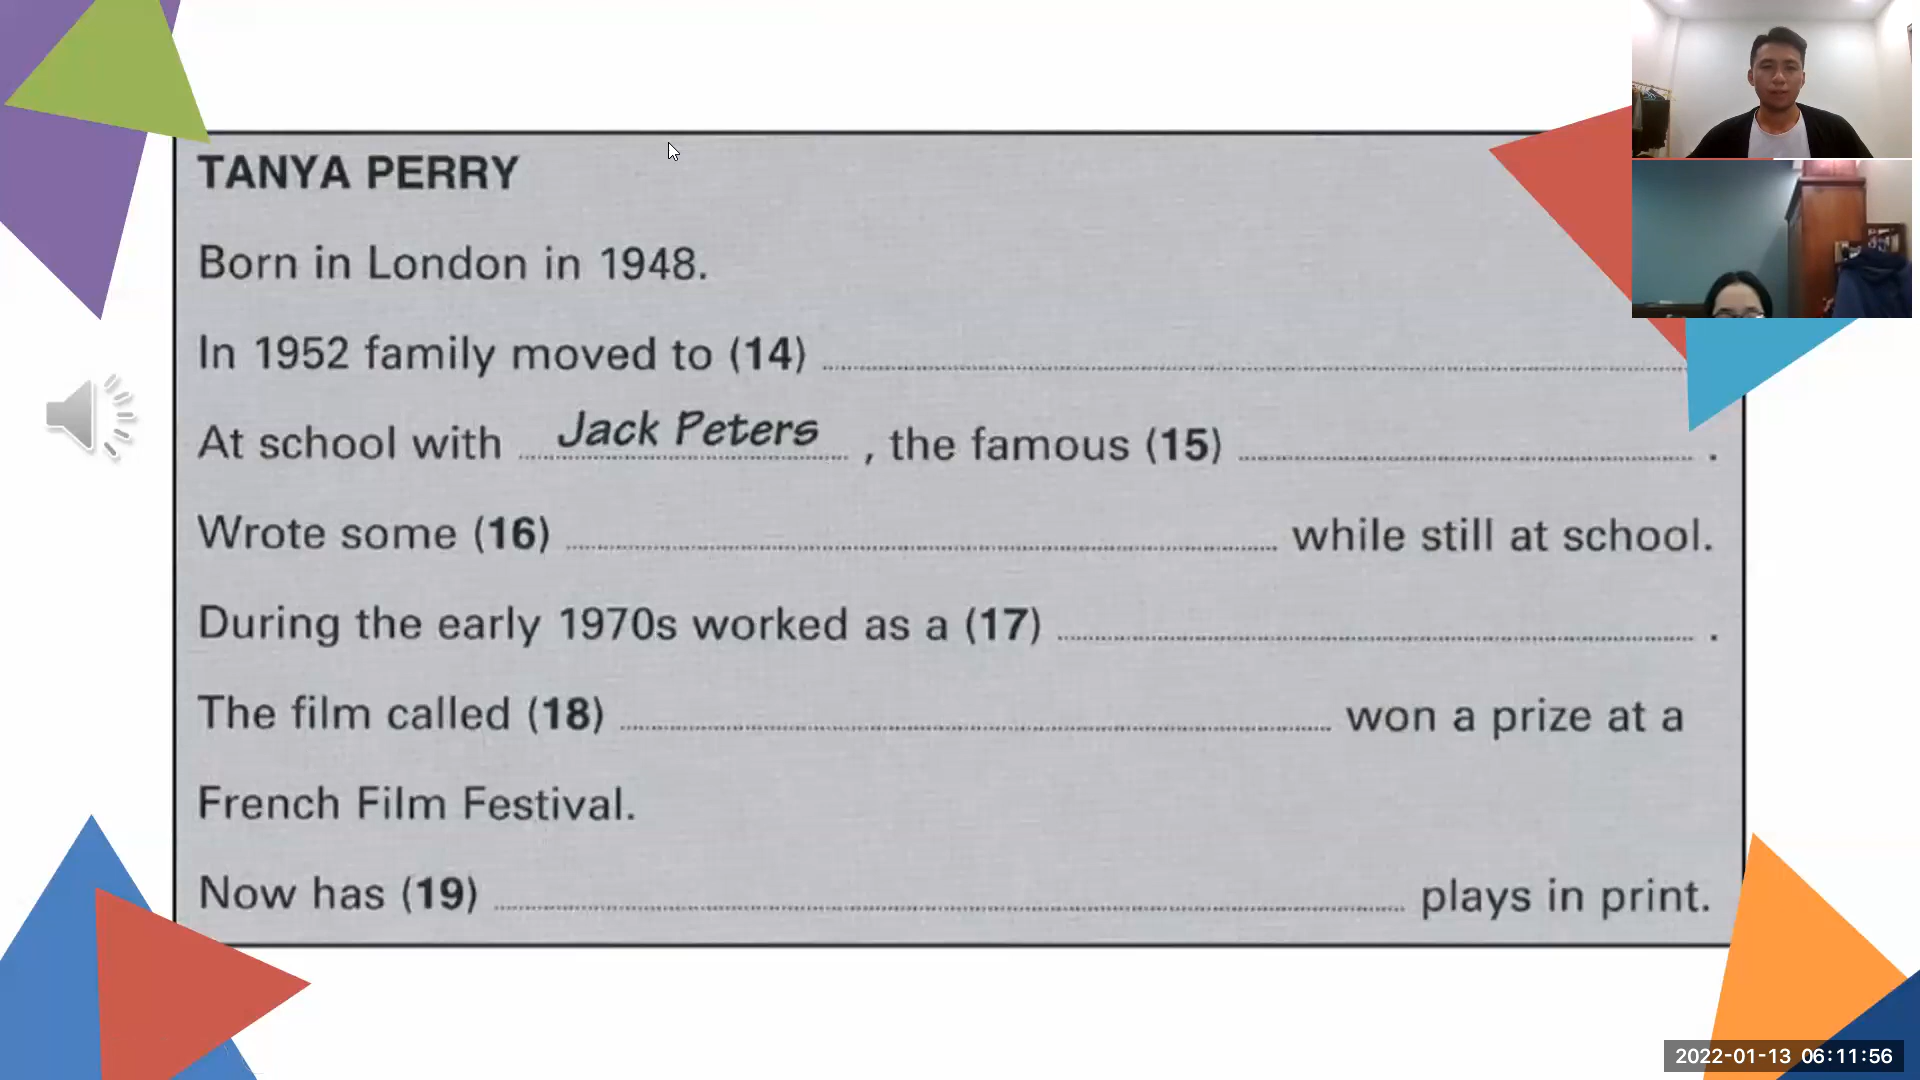 TANYA PERRY
Born in London in 1948.
In 1952 family moved to (14)
At school with Jack Peters , the famous (15) .
Wrote some (16) while still at school.
During the early 1970s worked as a (17) .
The film called (18) won a prize at a
French Film Festival.
Now has (19) plays in print.
2022-01-13 06:11:56